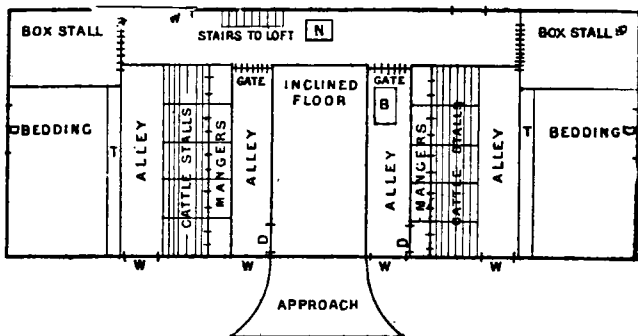 W
BOX STALL
STAIRS TO LOFT
N
BOX STALL
GATE
INCLINED
FLOOR
GATE
B
BEDDING
T
ALLEY
CATTLE STALLS
MANGERS
ALLEY
ALLEY
MANGERS
CATTLE STALLS
ALLEY
T
BEDDING
D
D
W
W
W
W
APPROACH